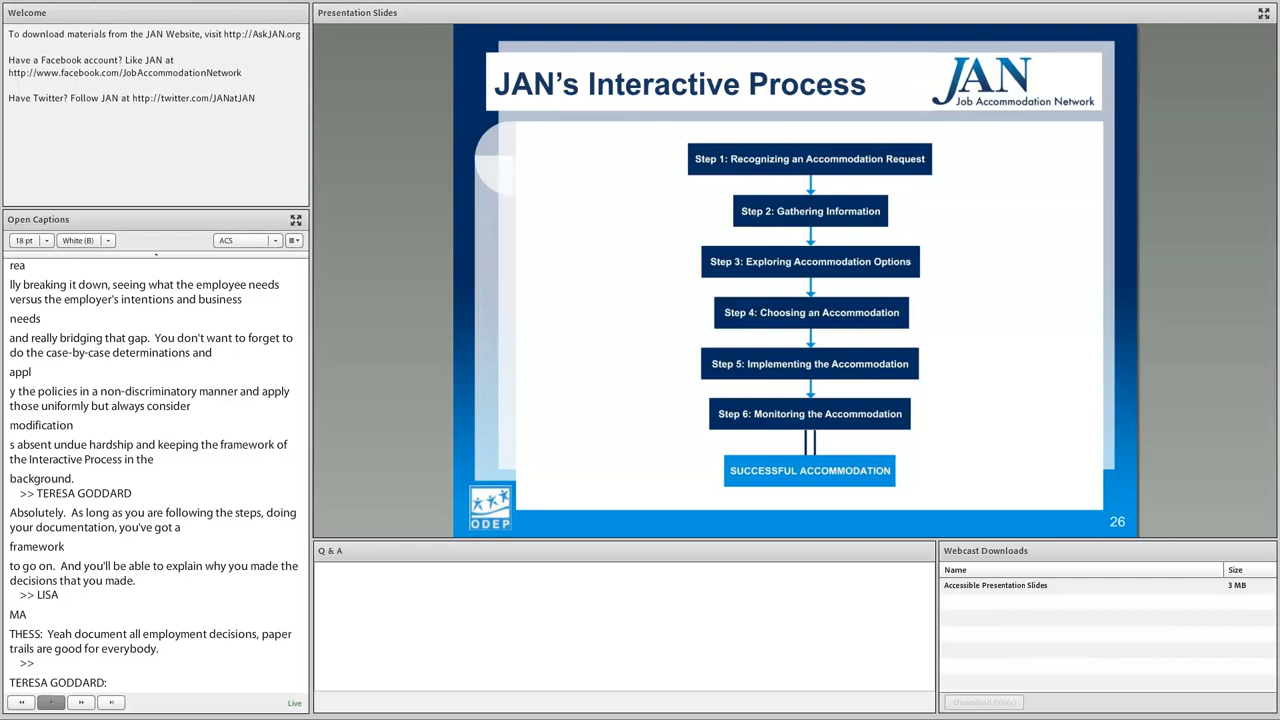 Welcome
To download materials from the JAN Website, visit http://AskJAN.org
Have a Facebook account? Like JAN at
http://www.facebook.com/JobAccommodationNetwork
Have Twitter? Follow JAN at http://twitter.com/JANatJAN
Open Captions
18 pt
White (B)
ACS
rea
lly breaking it down, seeing what the employee needs
versus the employer's intentions and business
needs
and really bridging that gap.  You don't want to forget to
do the case-by-case determinations and
appl
y the policies in a non-discriminatory manner and apply
those uniformly but always consider
modification
s absent undue hardship and keeping the framework of
the Interactive Process in the
background.
>> TERESA GODDARD
Absolutely.  As long as you are following the steps, doing
your documentation, you've got a
framework
to go on.  And you'll be able to explain why you made the
decisions that you made.
>> LISA
MA
THESS:  Yeah document all employment decisions, paper
trails are good for everybody.
>>
TERESA GODDARD:
Live
Presentation Slides
JAN's Interactive Process
JAN
Job Accommodation Network
Step 1: Recognizing an Accommodation Request
Step 2: Gathering Information
Step 3: Exploring Accommodation Options
Step 4: Choosing an Accommodation
Step 5: Implementing the Accommodation
Step 6: Monitoring the Accommodation
SUCCESSFUL ACCOMMODATION
ODEP
26
Q & A
Webcast Downloads
Name Size
Accessible Presentation Slides 3 MB
Download File(s)